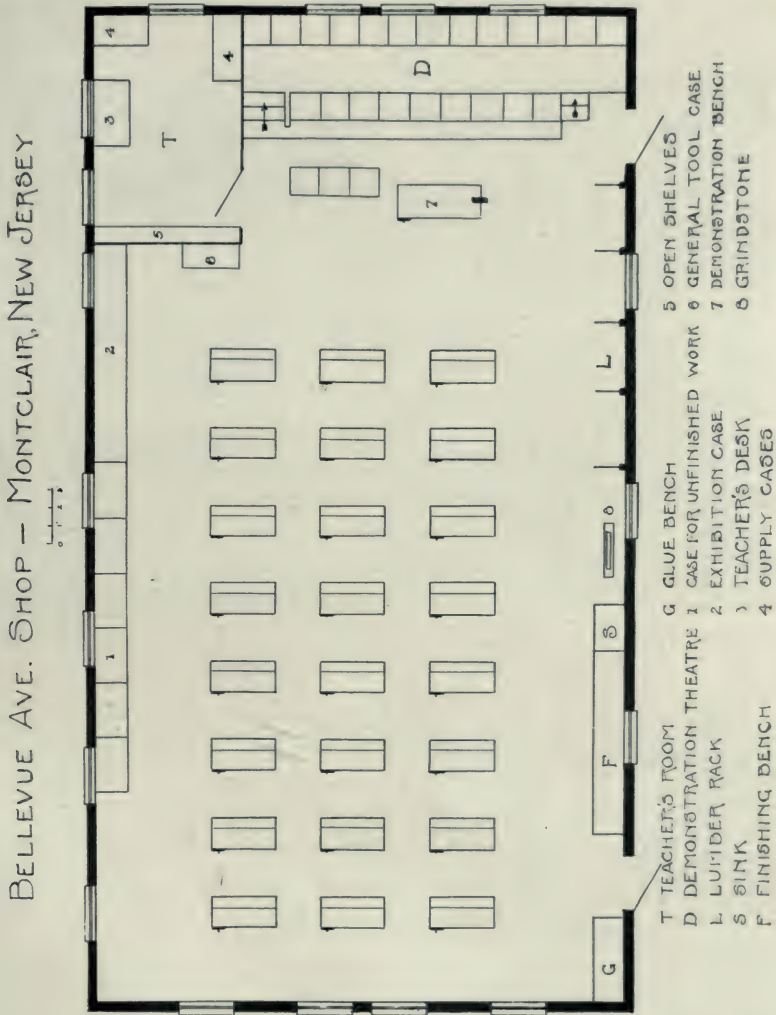 BELLEVUE AVE. SHOP — MONTCLAIR, NEW JERSEY
1
2
3
4
5
6
4
T
D
7
G
F
S
8
L
T TEACHER'S ROOM
D DEMONSTRATION THEATRE
L LUMBER RACK
S SINK
F FINISHING BENCH
G GLUE BENCH
1 CASE FOR UNFINISHED WORK
2 EXHIBITION CASE
3 TEACHER'S DESK
4 SUPPLY CASES
5 OPEN SHELVES
6 GENERAL TOOL CASE
7 DEMONSTRATION BENCH
8 GRINDSTONE